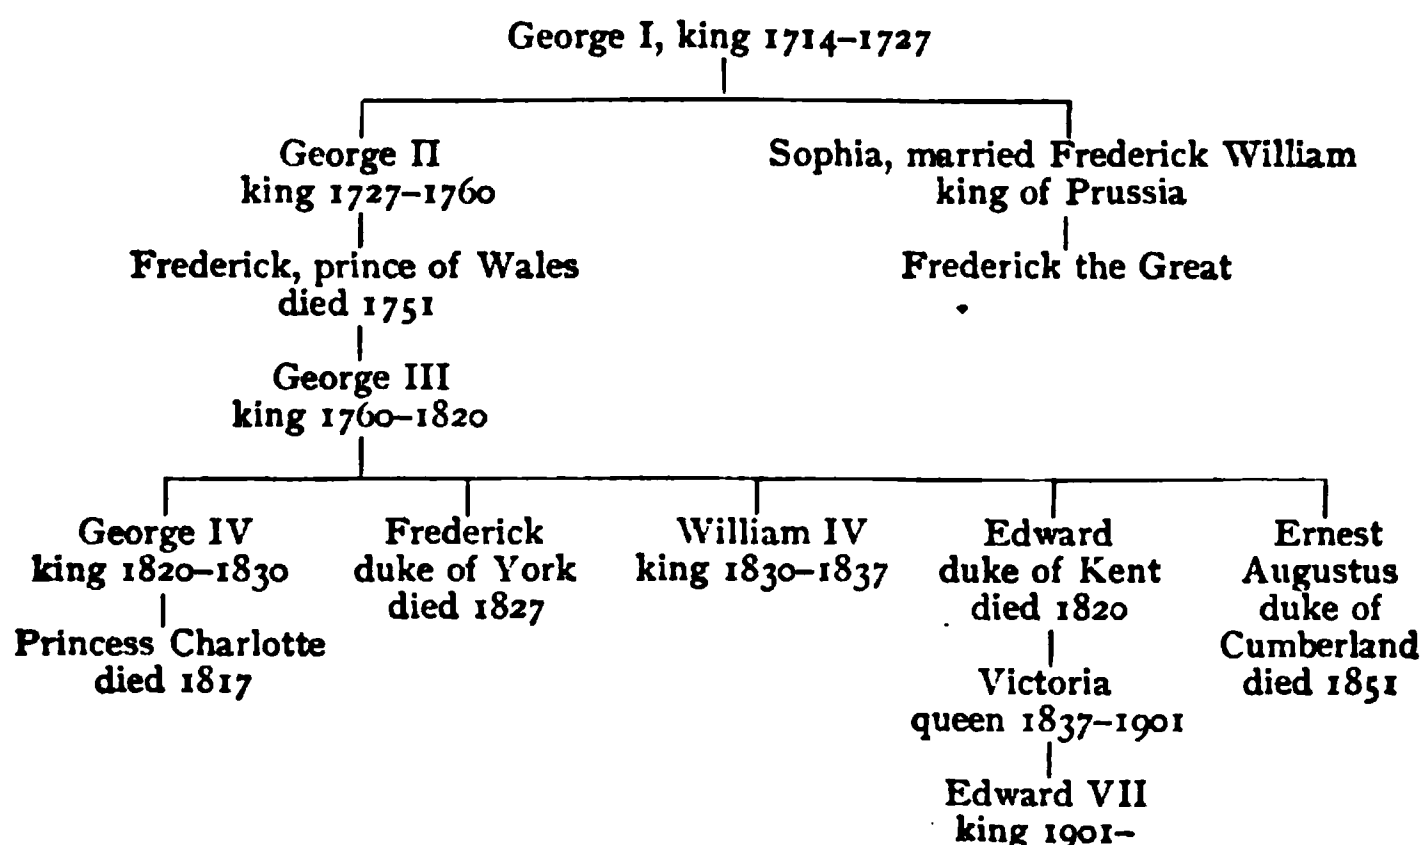 George I, king 1714–1727
George II
king 1727–1760
Sophia, married Frederick William
king of Prussia
Frederick, prince of Wales
died 1751
Frederick the Great
George III
king 1760–1820
George IV
king 1820–1830
Princess Charlotte
died 1817
Frederick
duke of York
died 1827
William IV
king 1830–1837
Edward
duke of Kent
died 1820
Victoria
queen 1837–1901
Edward VII
king 1901–
Ernest
Augustus
duke of
Cumberland
died 1851